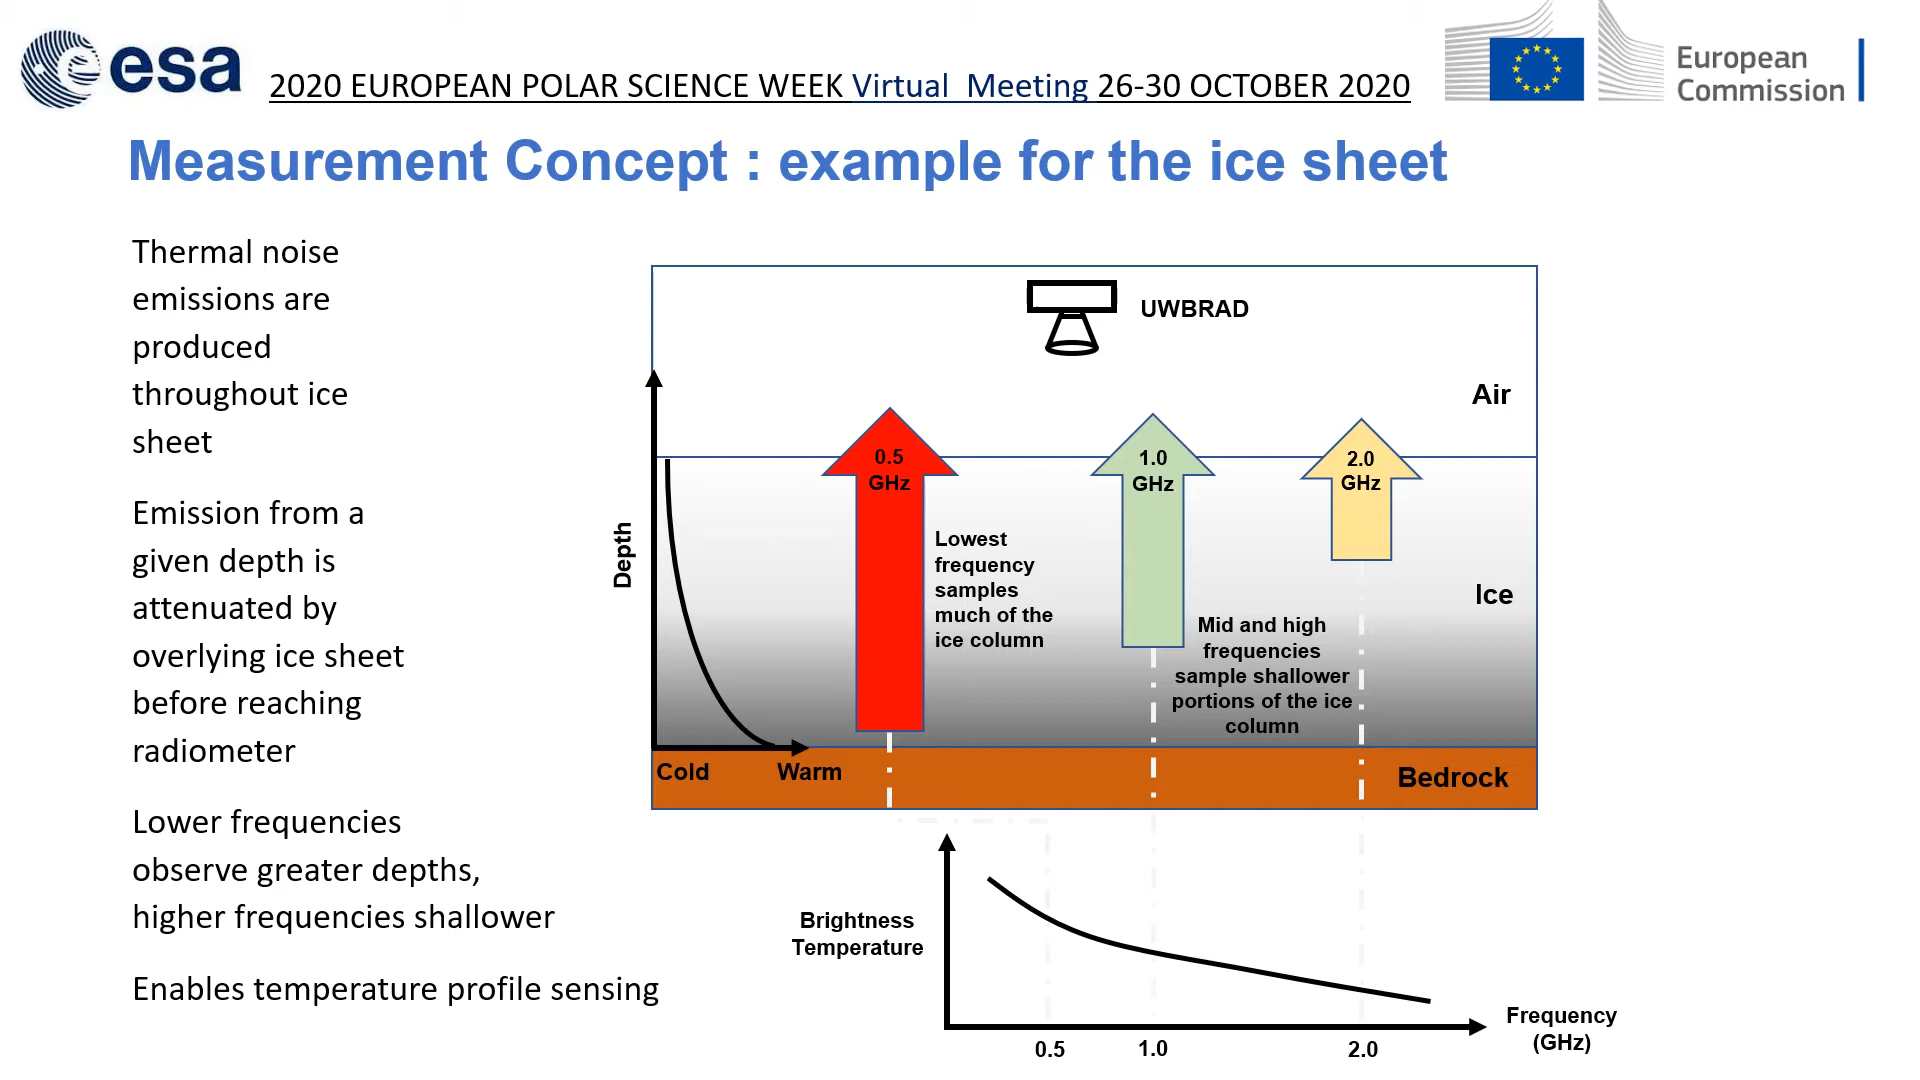 esa
2020 EUROPEAN POLAR SCIENCE WEEK Virtual Meeting 26-30 OCTOBER 2020
European
Commission
Measurement Concept : example for the ice sheet
Thermal noise
emissions are
produced
throughout ice
sheet
Emission from a
given depth is
attenuated by
overlying ice sheet
before reaching
radiometer
Lower frequencies
observe greater depths,
higher frequencies shallower
Enables temperature profile sensing
UWBRAD
Air
0.5
GHz
1.0
GHz
2.0
GHz
Depth
Lowest
frequency
samples
much of the
ice column
Ice
Mid and high
frequencies
sample shallower
portions of the ice
column
Cold
Warm
Bedrock
Brightness
Temperature
Frequency
(GHz)
0.5
1.0
2.0